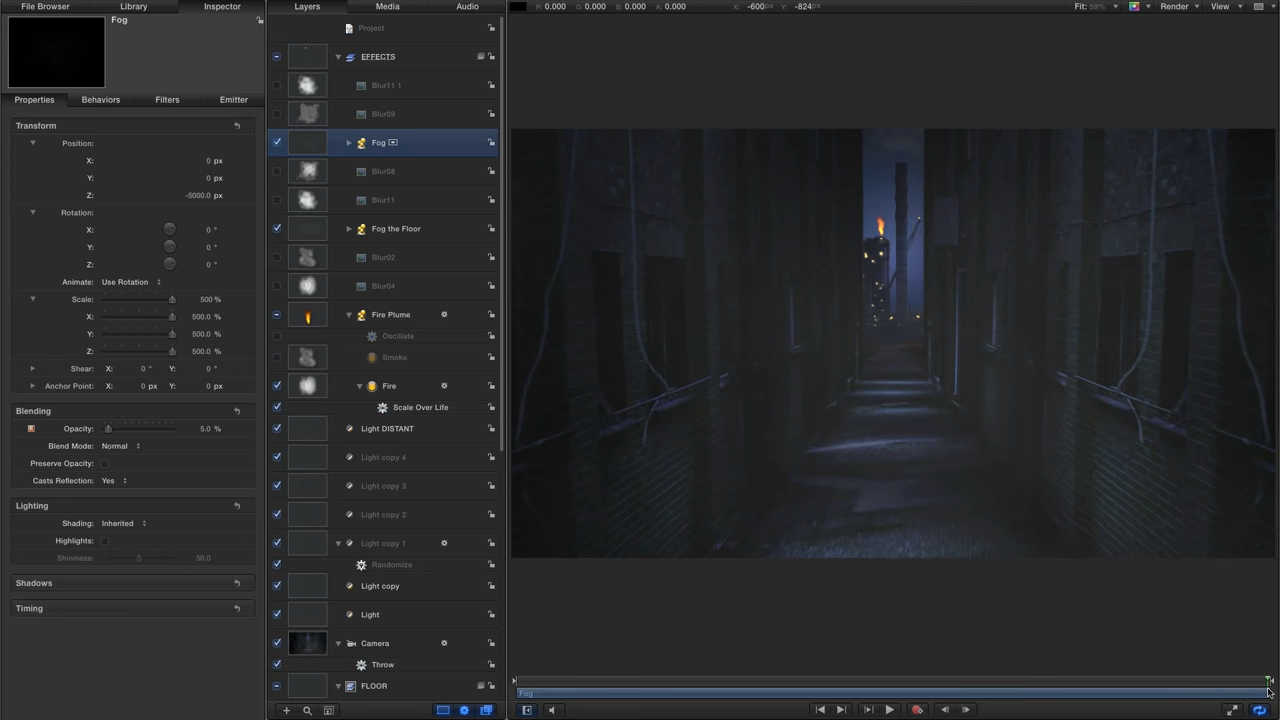 File Browser
Library
Inspector
Layers
Media
Audio
R: 0.000
G: 0.000
B: 0.000
A: 0.000
X: -600px
Y: -824px
Fit: 59%
Render
View
Fog
Project
EFFECTS
Blur11 1
Blur09
Fog
Blur08
Blur11
Fog the Floor
Blur02
Blur04
Fire Plume
Oscillate
Smoke
Fire
Scale Over Life
Light DISTANT
Light copy 4
Light copy 3
Light copy 2
Light copy 1
Randomize
Light copy
Light
Camera
Throw
FLOOR
Properties
Behaviors
Filters
Emitter
Transform
Position:
X: 0 px
Y: 0 px
Z: -5000.0 px
Rotation:
X: 0 °
Y: 0 °
Z: 0 °
Animate: Use Rotation
Scale: 500 %
X: 500.0 %
Y: 500.0 %
Z: 500.0 %
Shear: X: 0 ° Y: 0 °
Anchor Point: X: 0 px Y: 0 px
Blending
Opacity: 5.0 %
Blend Mode: Normal
Preserve Opacity:
Casts Reflection: Yes
Lighting
Shading: Inherited
Highlights:
Shininess: 50.0
Shadows
Timing
Fog